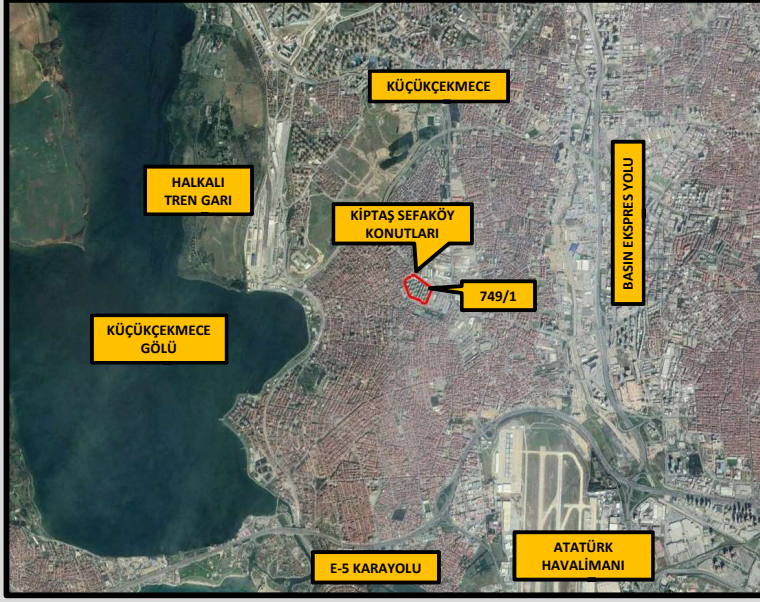 KÜÇÜKÇEKMECE
HALKALI
TREN GARI
BASIN EKSPRES YOLU
KİPTAŞ SEFAKÖY
KONUTLARI
749/1
KÜÇÜKÇEKMECE
GÖLÜ
E-5 KARAYOLU
ATATÜRK
HAVALİMANI